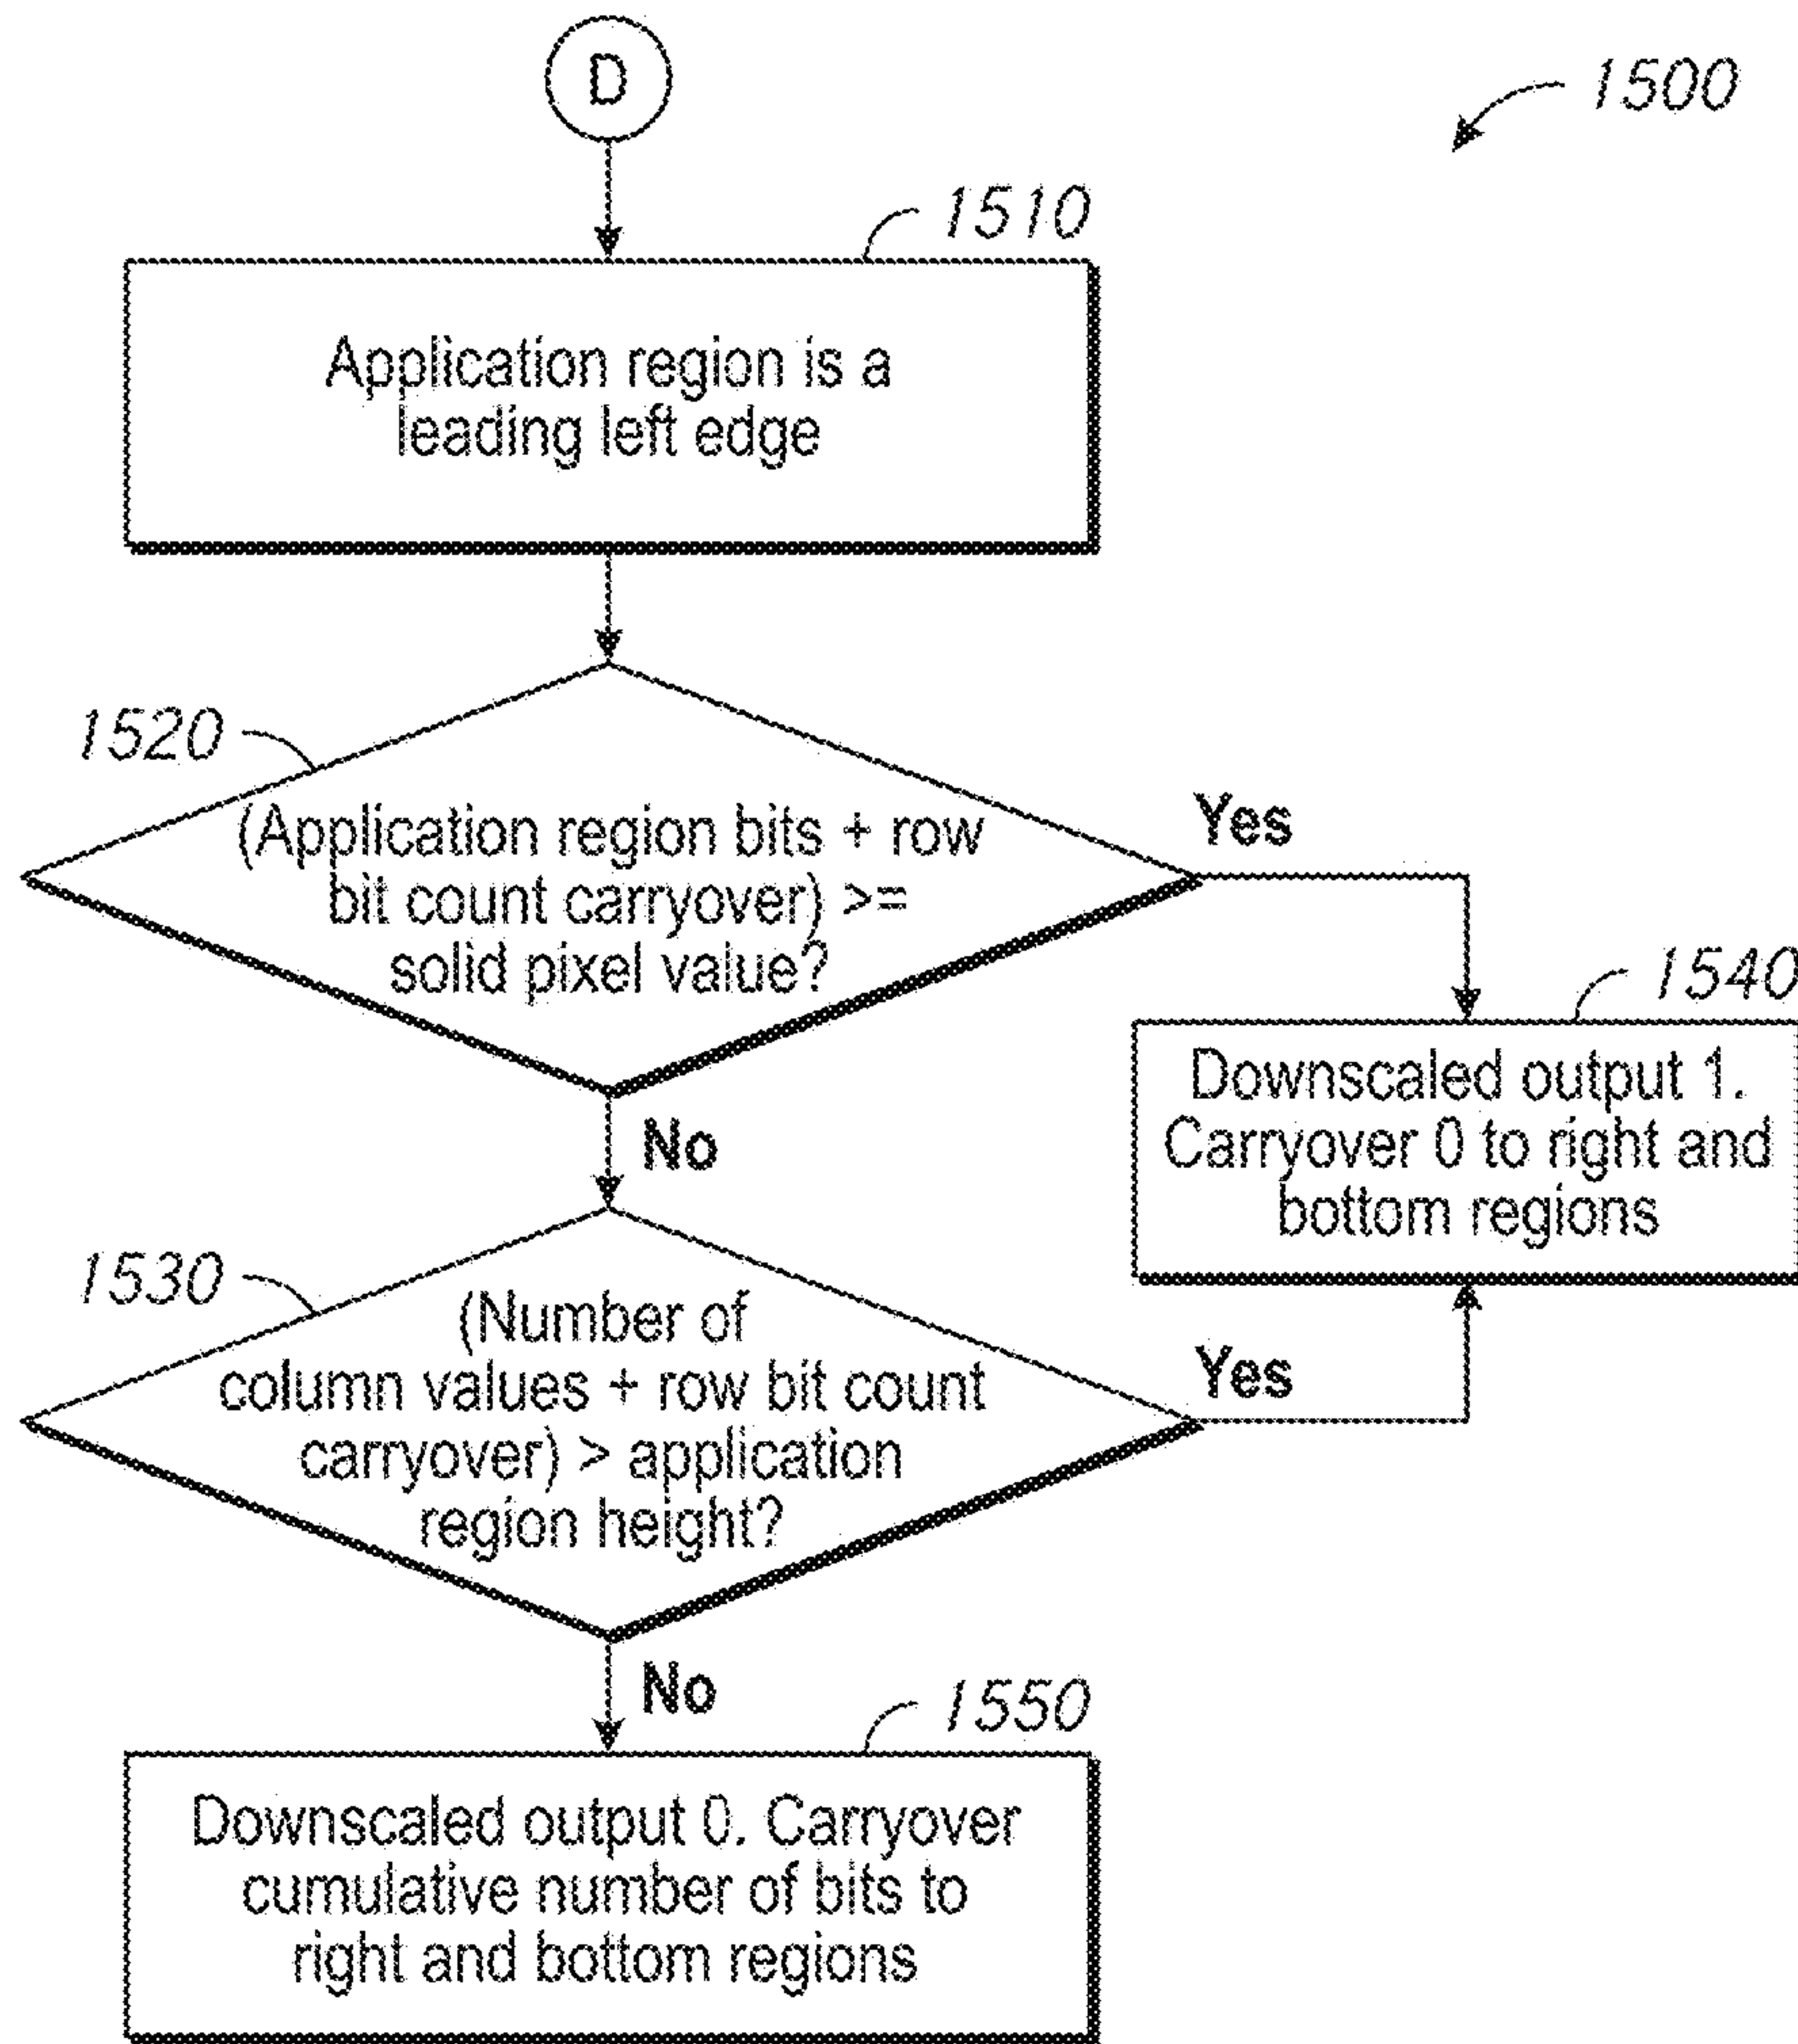 D
1500
1510
Application region is a
leading left edge
1520
(Application region bits + row
bit count carryover) >=
solid pixel value?
Yes
No
1540
Downscaled output 1.
Carryover 0 to right and
bottom regions
1530
(Number of
column values + row bit count
carryover) > application
region height?
Yes
No
1550
Downscaled output 0. Carryover
cumulative number of bits to
right and bottom regions